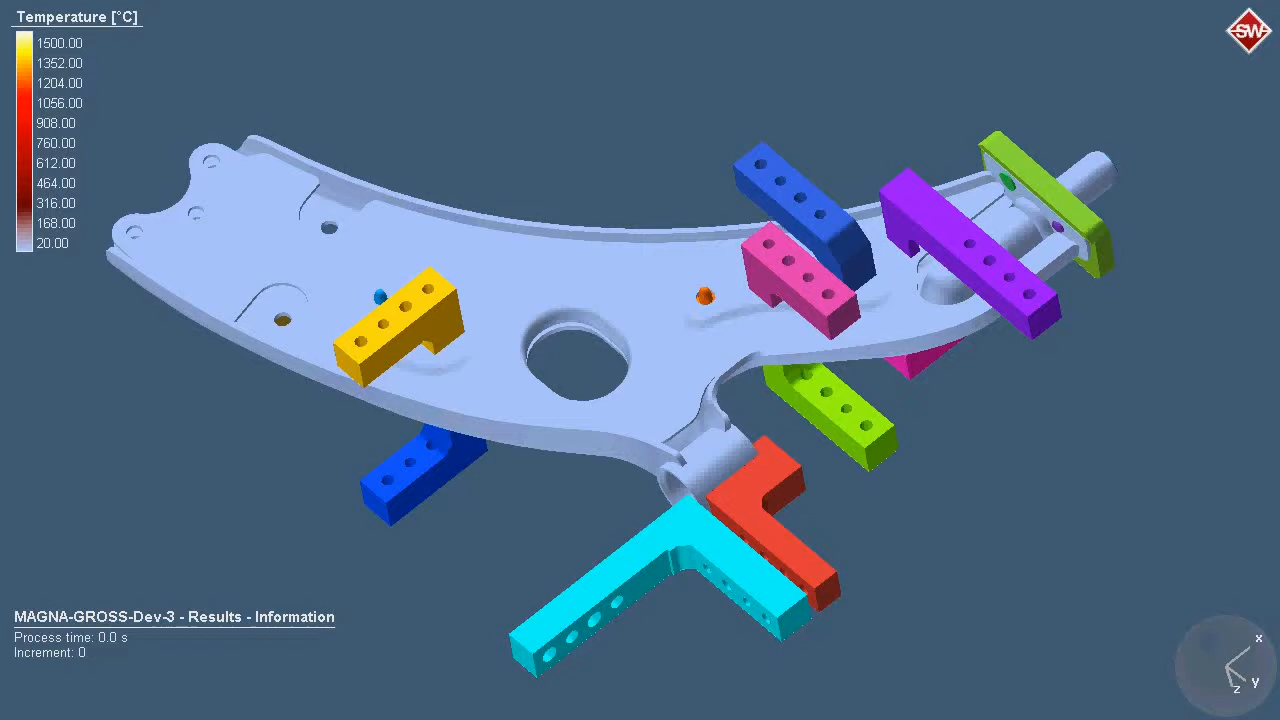 Temperature [°C]
SW
1500.00
1352.00
1204.00
1056.00
908.00
760.00
612.00
464.00
316.00
168.00
20.00
MAGNA-GROSS-Dev-3 - Results - Information
Process time: 0.0 s
Increment: 0
x
y
z